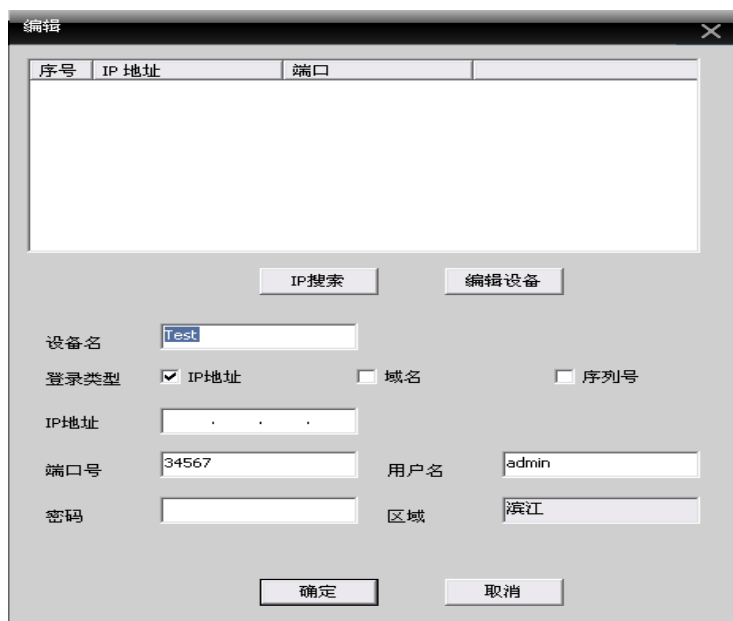 编辑
序号 IP 地址 端口
IP搜索 编辑设备
设备名 Test
登录类型 IP地址 域名 序列号
IP地址 . . .
端口号 34567 用户名 admin
密码 区域 滨江
确定 取消